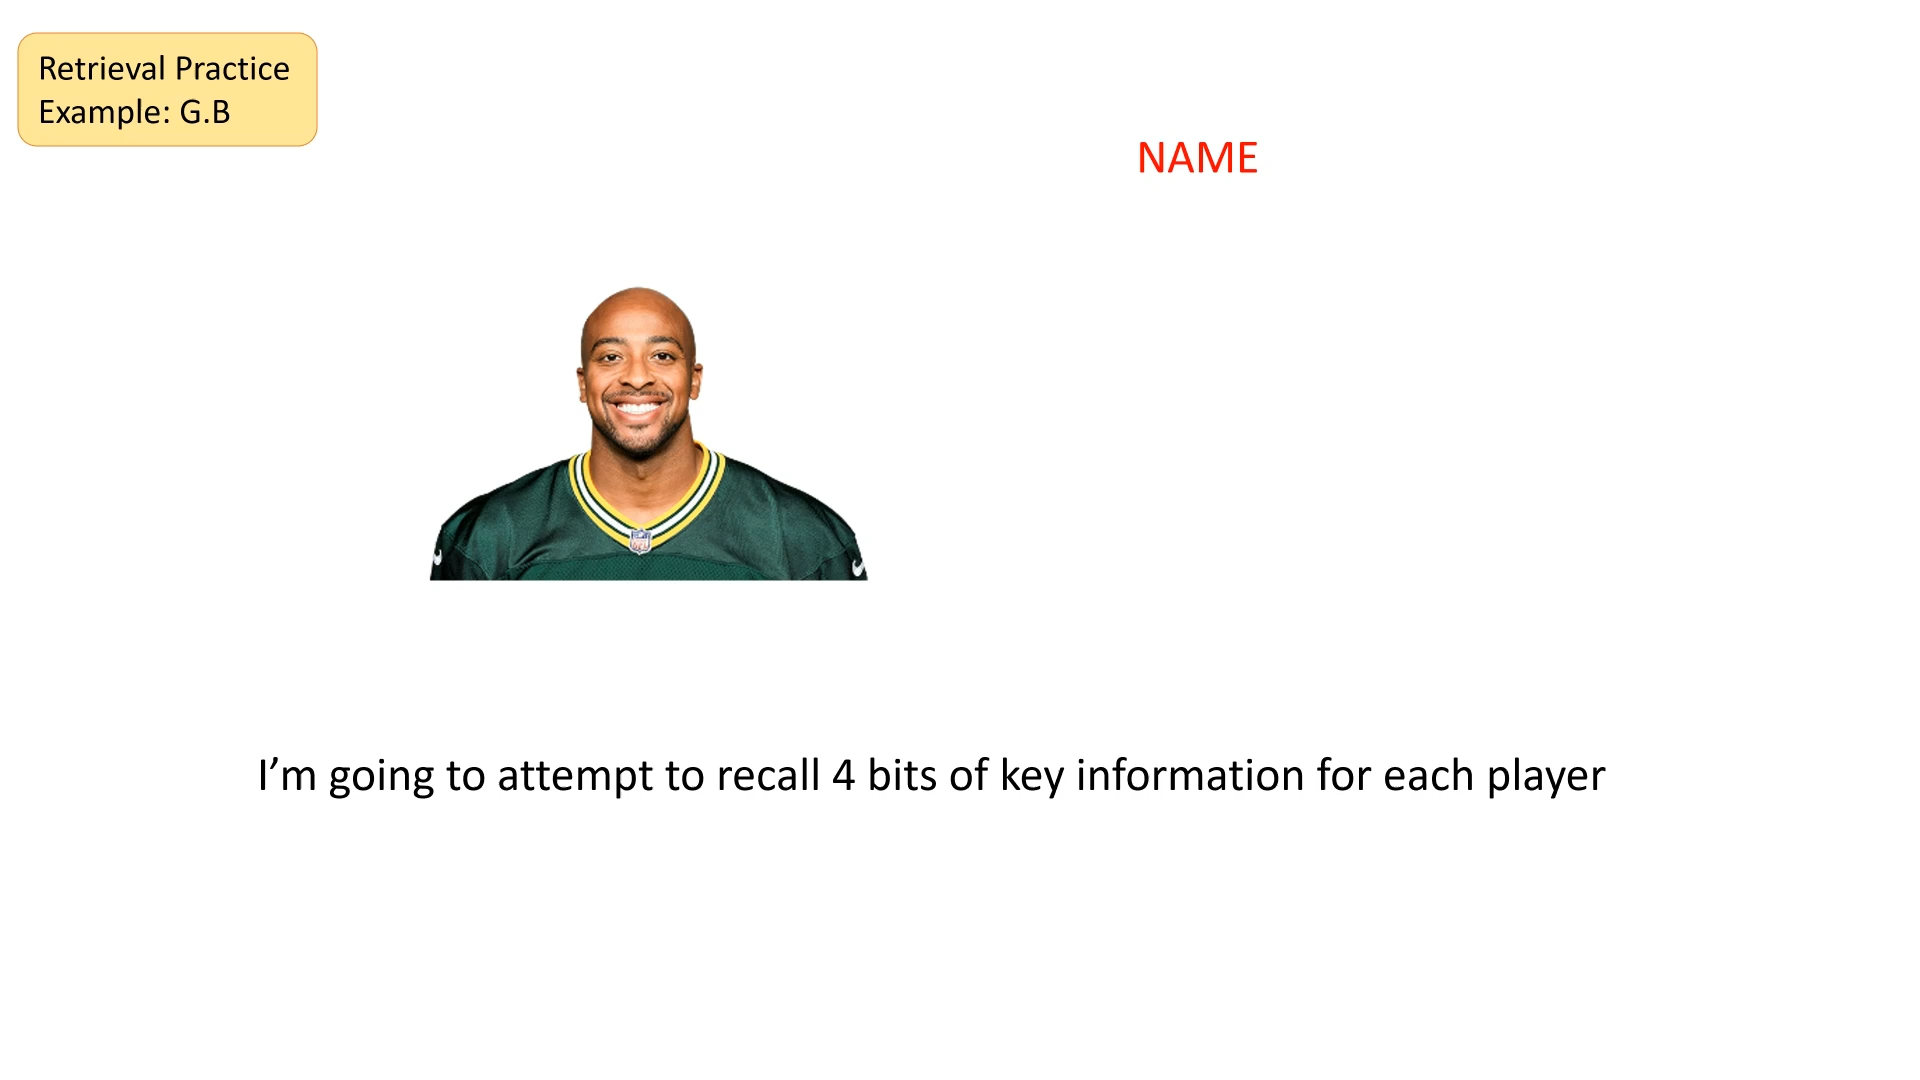 Retrieval Practice
Example: G.B
NAME
I’m going to attempt to recall 4 bits of key information for each player